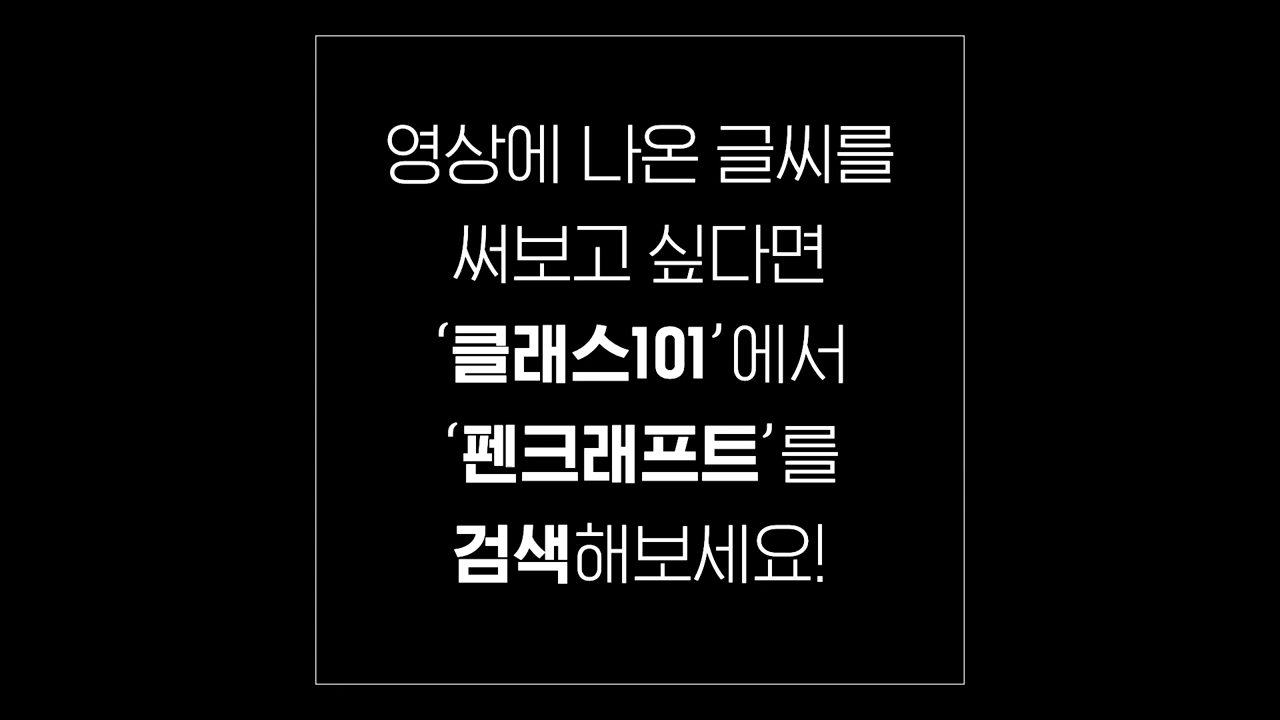 영상에 나온 글씨를
써보고 싶다면
‘클래스101’에서
‘펜크래프트’를
검색해보세요!